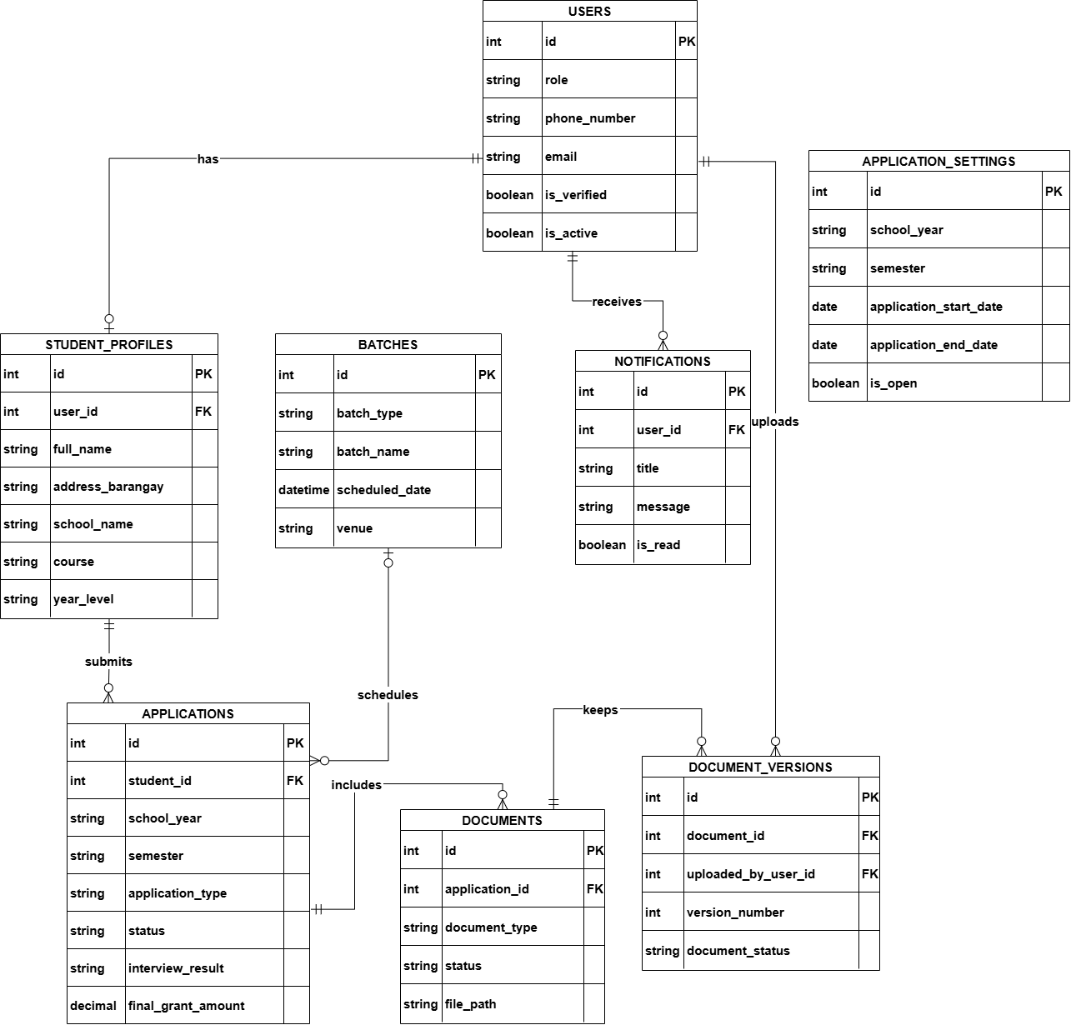 USERS
int id PK
string role
string phone_number
string email
boolean is_verified
boolean is_active
has
APPLICATION_SETTINGS
int id PK
string school_year
string semester
date application_start_date
date application_end_date
boolean is_open
receives
uploads
STUDENT_PROFILES
int id PK
int user_id FK
string full_name
string address_barangay
string school_name
string course
string year_level
BATCHES
int id PK
string batch_type
string batch_name
datetime scheduled_date
string venue
NOTIFICATIONS
int id PK
int user_id FK
string title
string message
boolean is_read
submits
schedules
keeps
includes
APPLICATIONS
int id PK
int student_id FK
string school_year
string semester
string application_type
string status
string interview_result
decimal final_grant_amount
DOCUMENTS
int id PK
int application_id FK
string document_type
string status
string file_path
DOCUMENT_VERSIONS
int id PK
int document_id FK
int uploaded_by_user_id FK
int version_number
string document_status